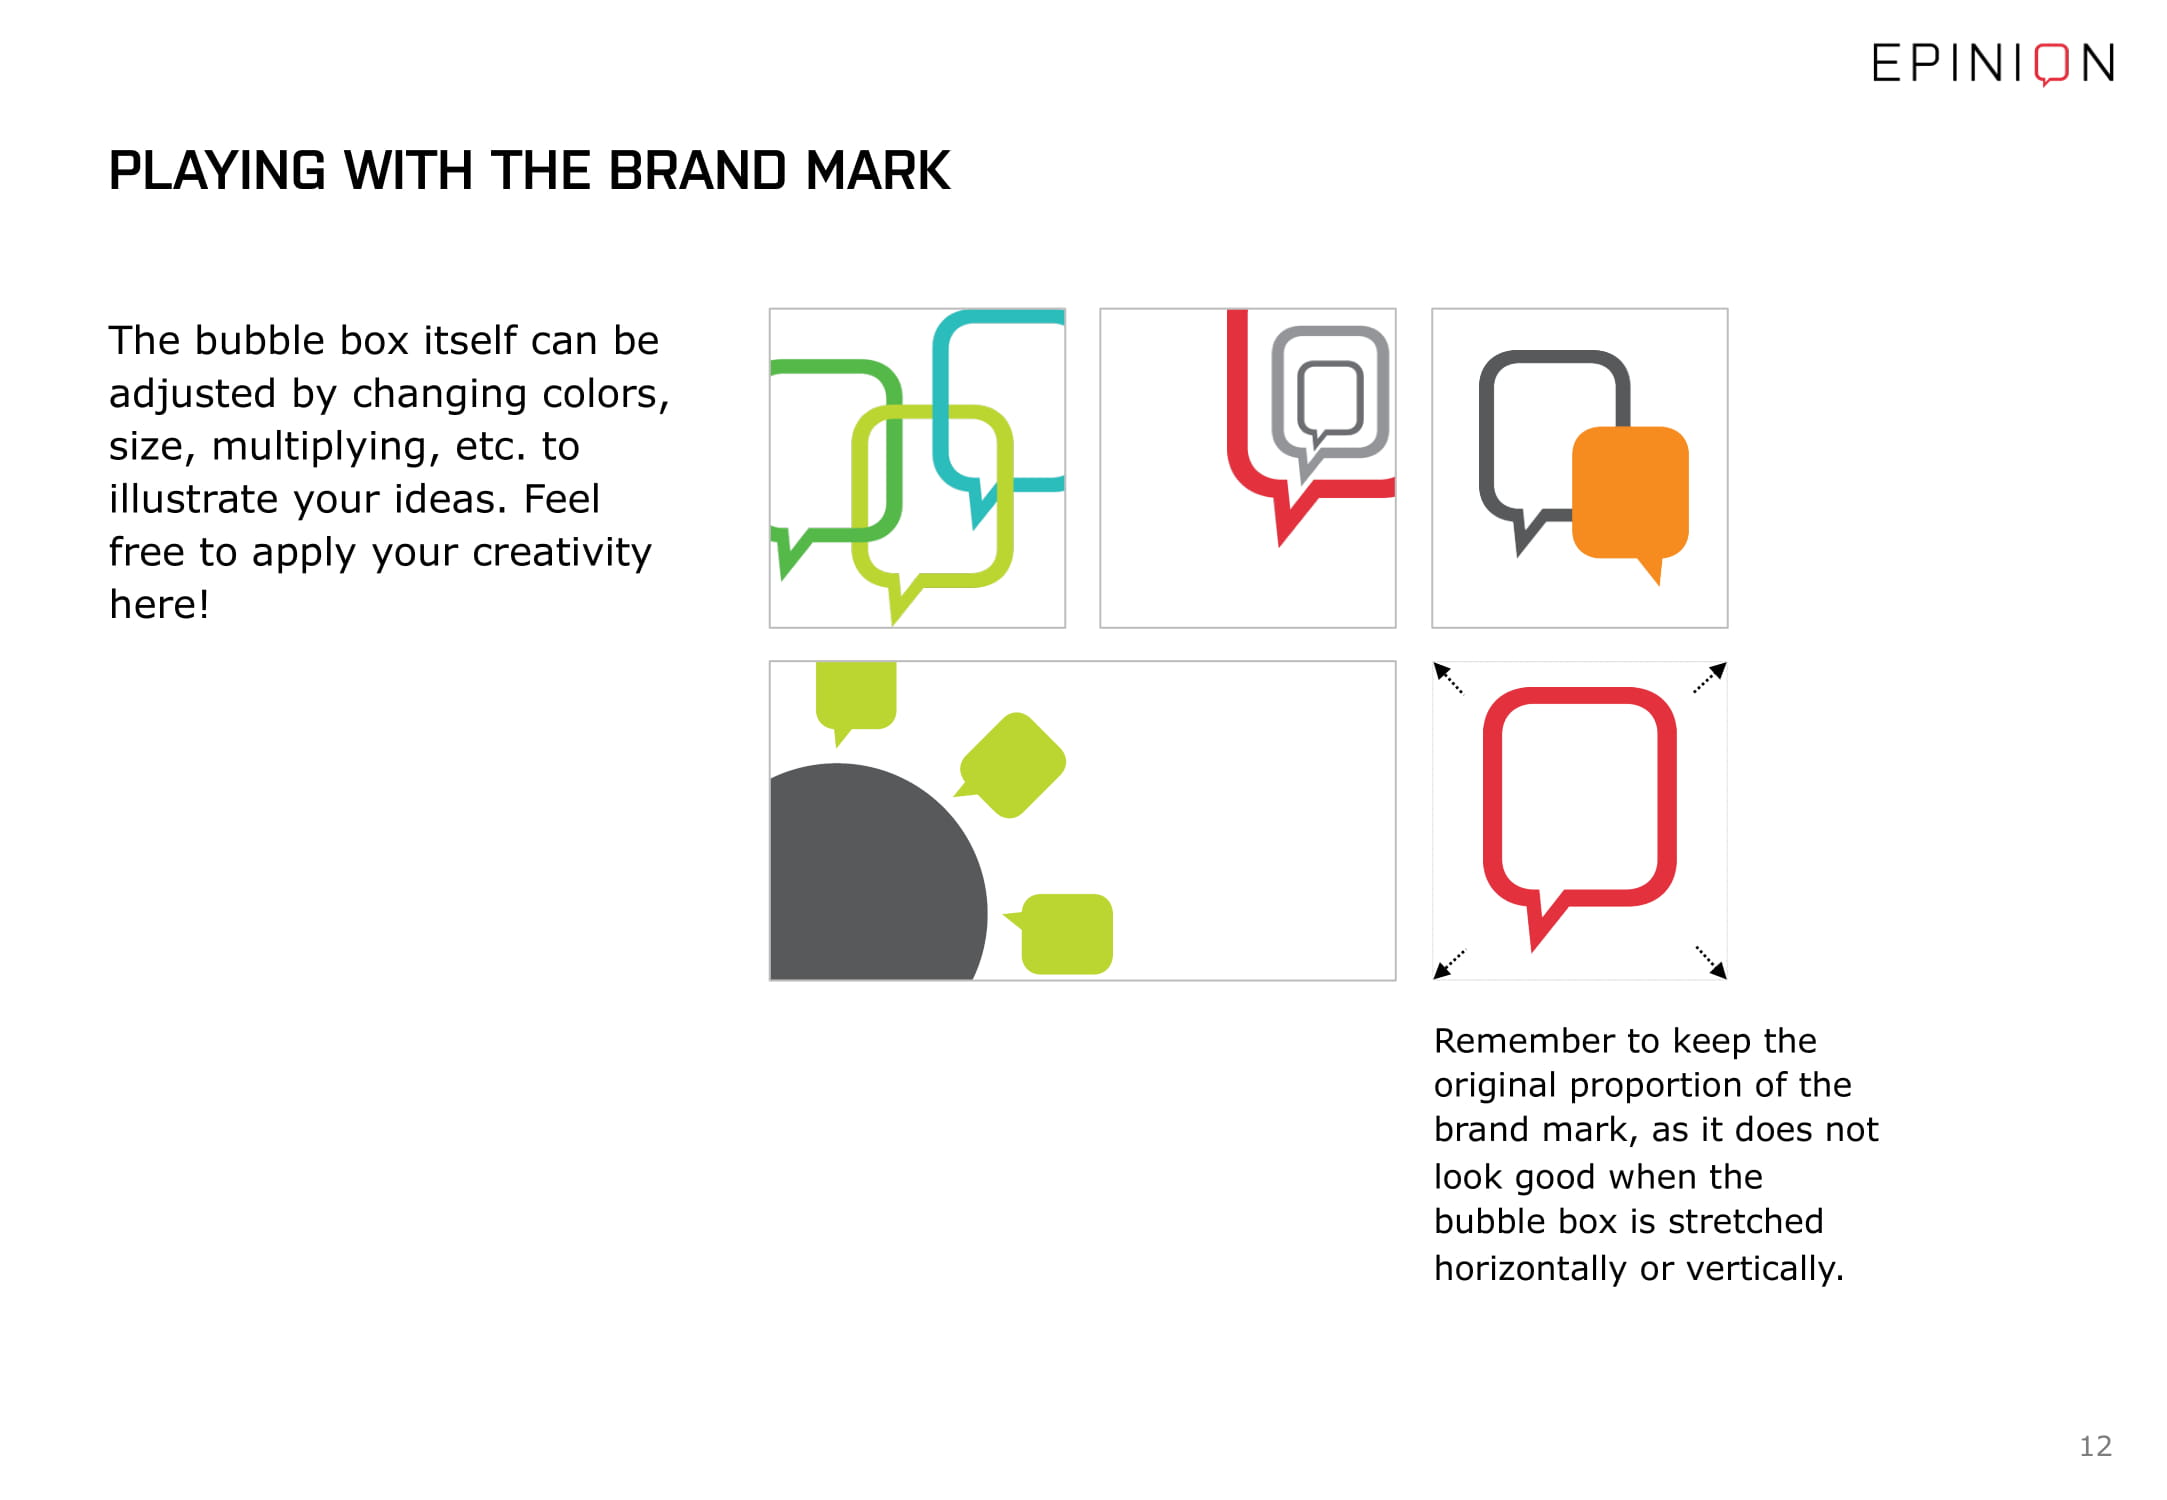 EPINION
PLAYING WITH THE BRAND MARK
The bubble box itself can be
adjusted by changing colors,
size, multiplying, etc. to
illustrate your ideas. Feel
free to apply your creativity
here!
Remember to keep the
original proportion of the
brand mark, as it does not
look good when the
bubble box is stretched
horizontally or vertically.
12